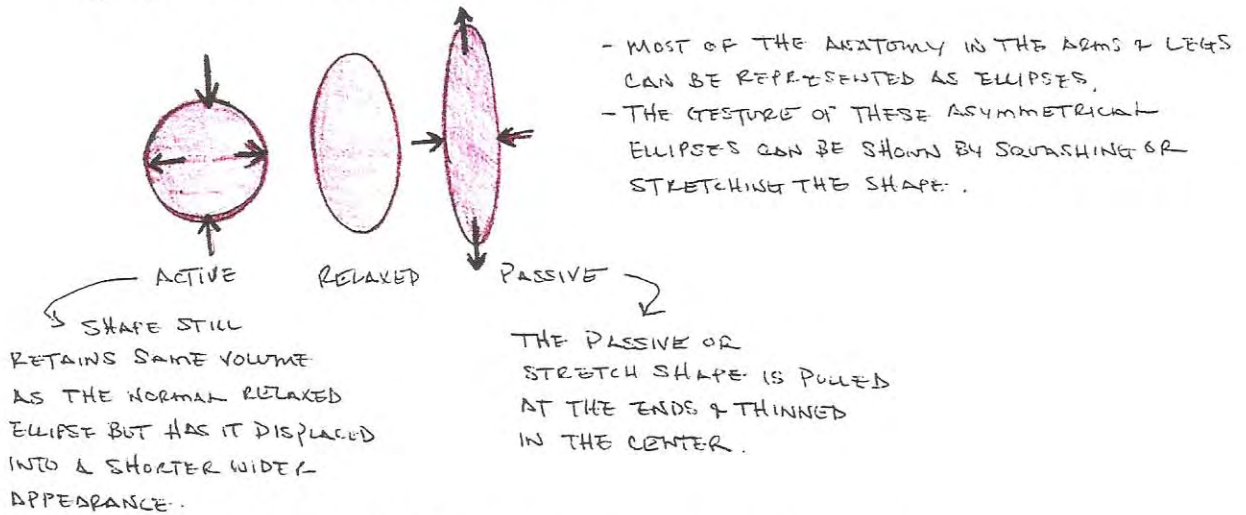 - MOST OF THE ANATOMY IN THE ARMS & LEGS
CAN BE REPRESENTED AS ELLIPSES.
- THE GESTURE OF THESE ASYMMETRICAL
ELLIPSES CAN BE SHOWN BY SQUASHING OR
STRETCHING THE SHAPE.
ACTIVE
RELAXED
PASSIVE
SHAPE STILL
RETAINS SAME VOLUME
AS THE NORMAL RELAXED
ELLIPSE BUT HAS IT DISPLACED
INTO A SHORTER WIDER
APPEARANCE.
THE PASSIVE OR
STRETCH SHAPE IS PULLED
AT THE ENDS & THINNED
IN THE CENTER.